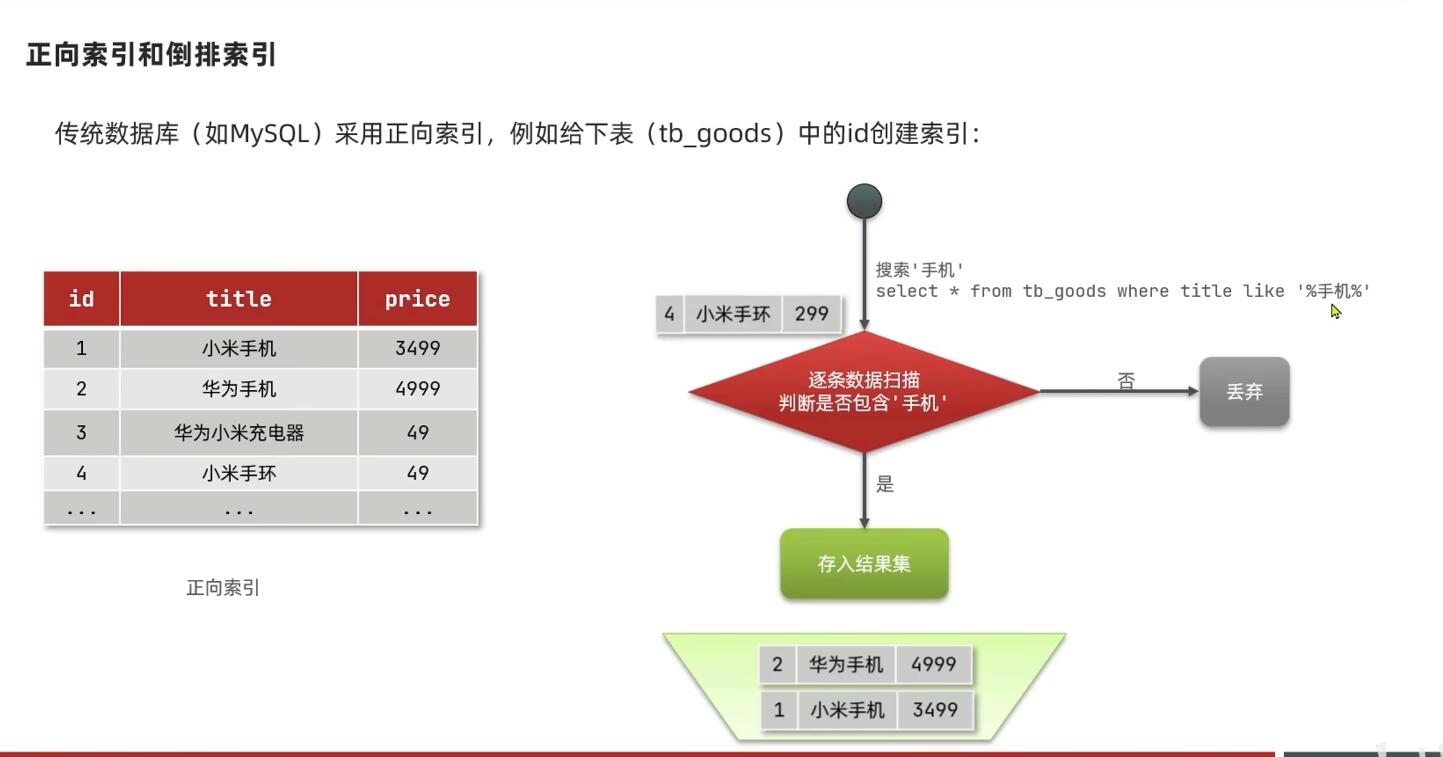 正向索引和倒排索引
传统数据库（如MySQL）采用正向索引，例如给下表（tb_goods）中的id创建索引：
id title price
1 小米手机 3499
2 华为手机 4999
3 华为小米充电器 49
4 小米手环 49
... ... ...
正向索引
搜索'手机'
select * from tb_goods where title like '%手机%'
4 小米手环 299
逐条数据扫描
判断是否包含'手机'
否
丢弃
是
存入结果集
2 华为手机 4999
1 小米手机 3499